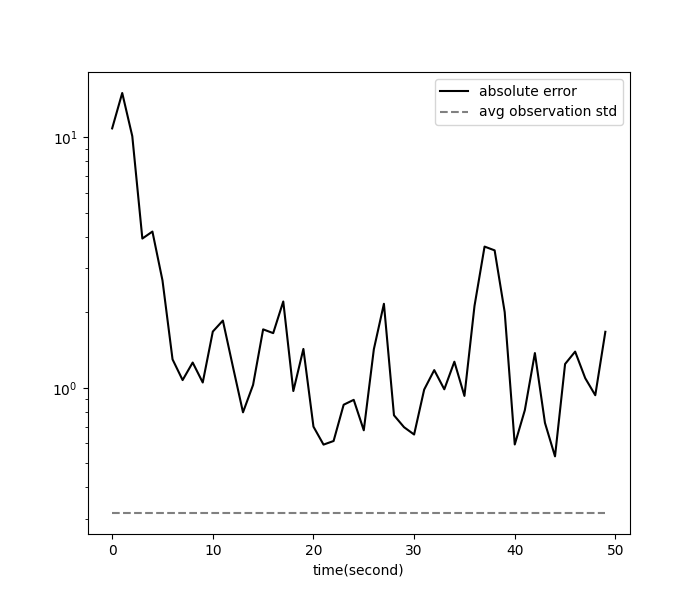 absolute error
avg observation std
10¹
10⁰
0 10 20 30 40 50
time(second)